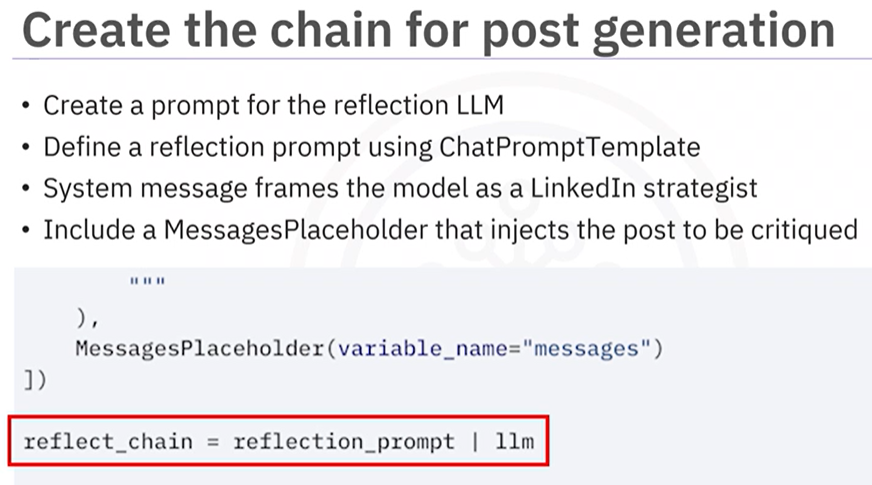 Create the chain for post generation
• Create a prompt for the reflection LLM
• Define a reflection prompt using ChatPromptTemplate
• System message frames the model as a LinkedIn strategist
• Include a MessagesPlaceholder that injects the post to be critiqued
"""
),
MessagesPlaceholder(variable_name="messages")
])
reflect_chain = reflection_prompt | llm